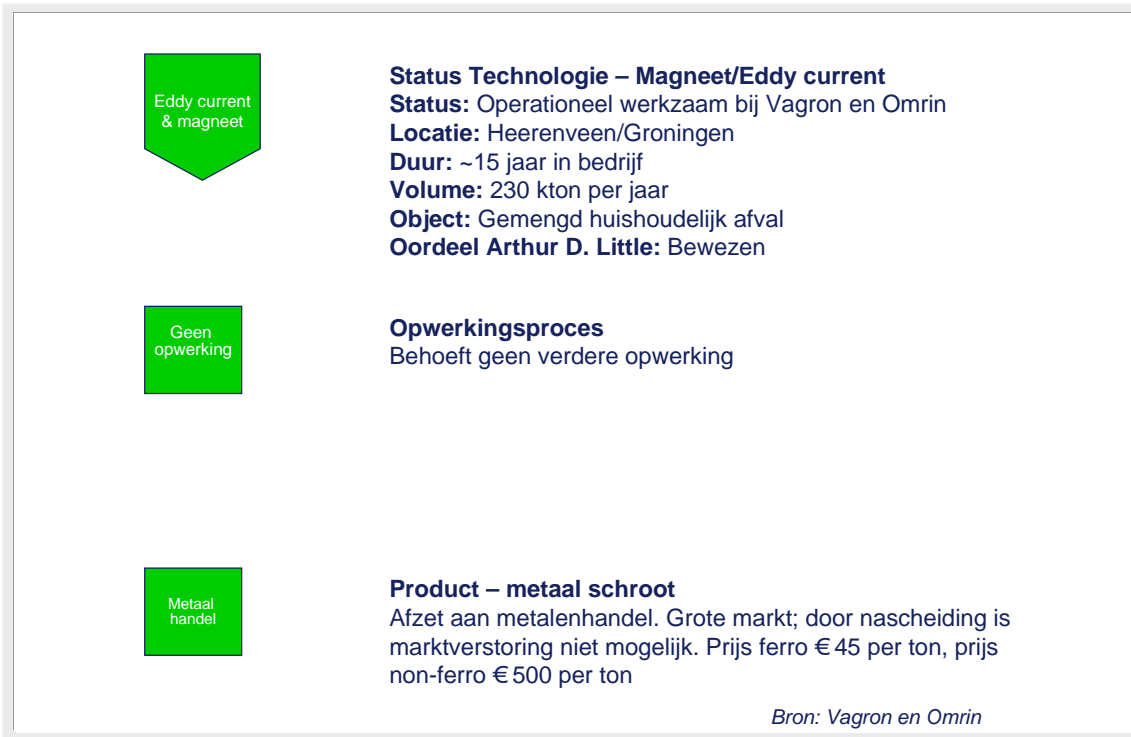 Eddy current
& magneet
Status Technologie – Magneet/Eddy current
Status: Operationeel werkzaam bij Vagron en Omrin
Locatie: Heerenveen/Groningen
Duur: ~15 jaar in bedrijf
Volume: 230 kton per jaar
Object: Gemengd huishoudelijk afval
Oordeel Arthur D. Little: Bewezen
Geen
opwerking
Opwerkingsproces
Behoeft geen verdere opwerking
Metaal
handel
Product – metaal schroot
Afzet aan metalenhandel. Grote markt; door nascheiding is
marktverstoring niet mogelijk. Prijs ferro € 45 per ton, prijs
non-ferro € 500 per ton
Bron: Vagron en Omrin